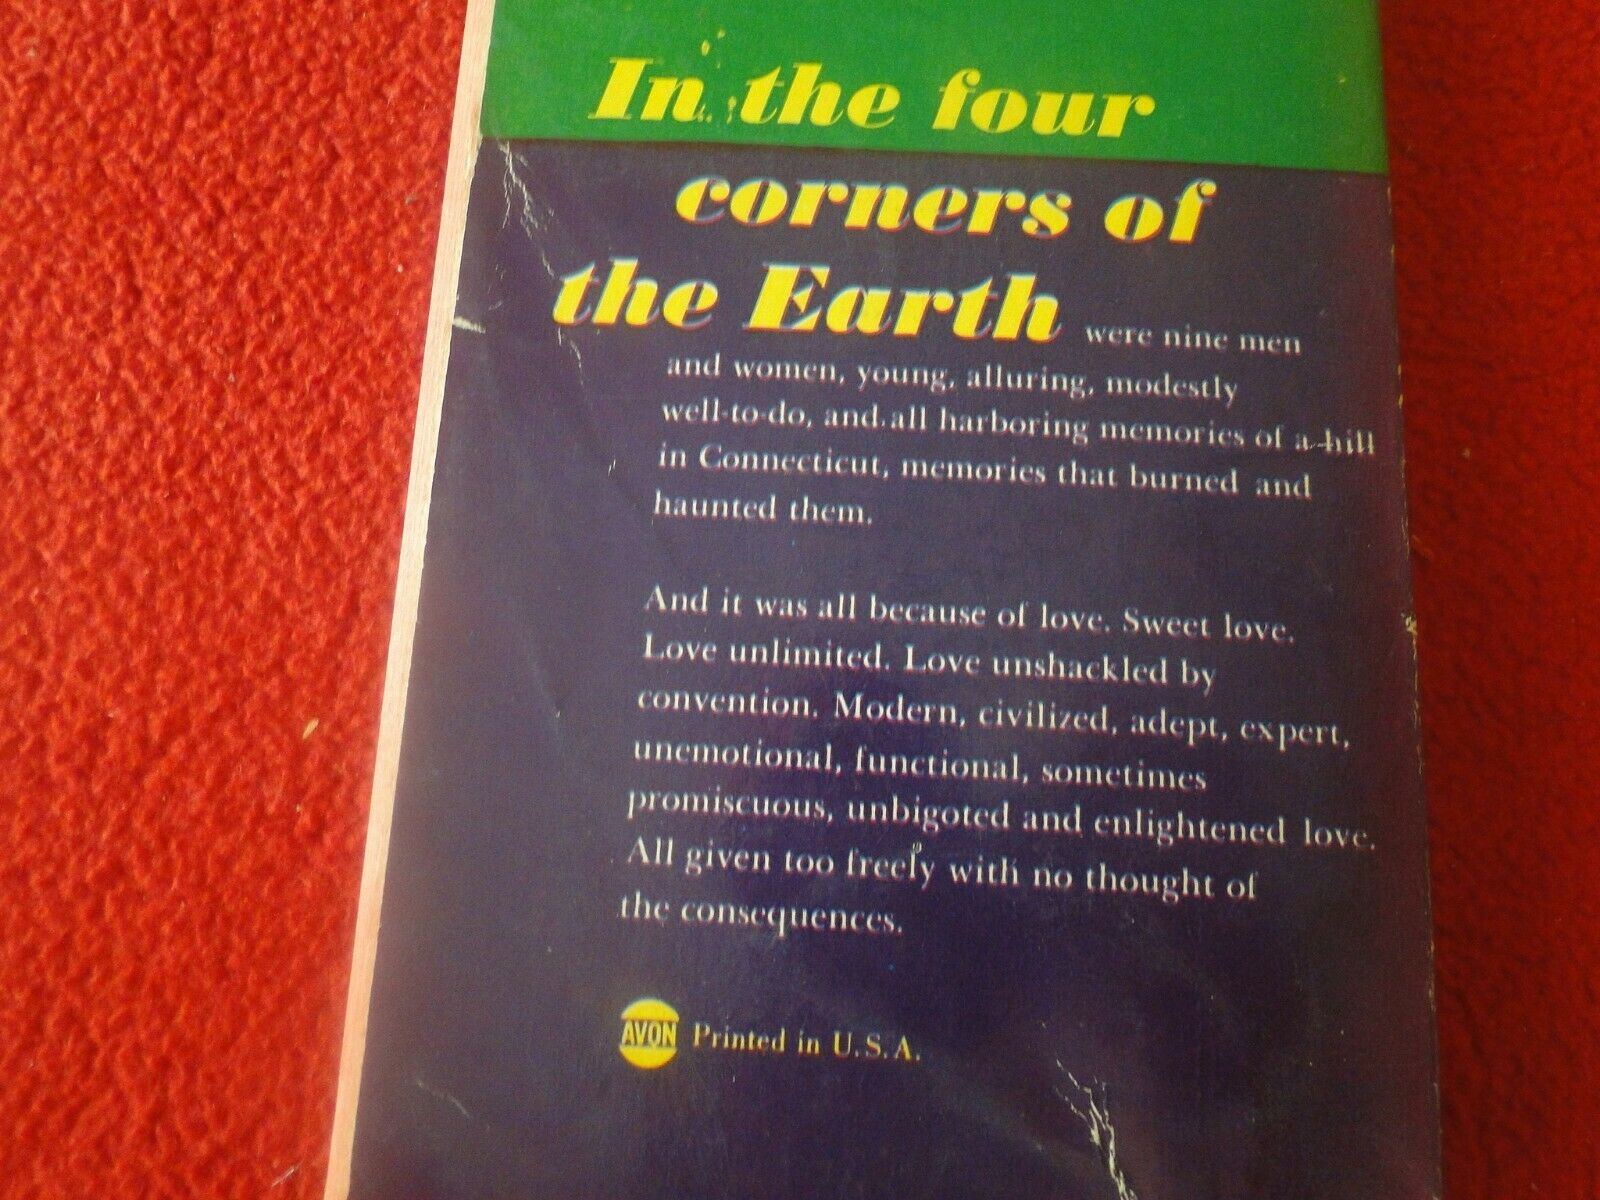 In the four
corners of
the Earth were nine men
and women, young, alluring, modestly
well-to-do, and all harboring memories of a hill
in Connecticut, memories that burned and
haunted them.
And it was all because of love. Sweet love.
Love unlimited. Love unshackled by
convention. Modern, civilized, adept, expert,
unemotional, functional, sometimes
promiscuous, unbigoted and enlightened love.
All given too freely with no thought of
the consequences.
AVON Printed in U.S.A.